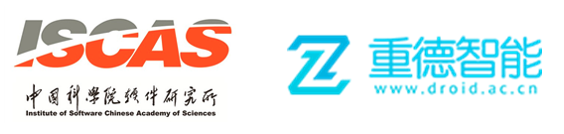 ISCAS
中国科学院软件研究所
Institute of Software Chinese Academy of Sciences
重德智能
www.droid.ac.cn